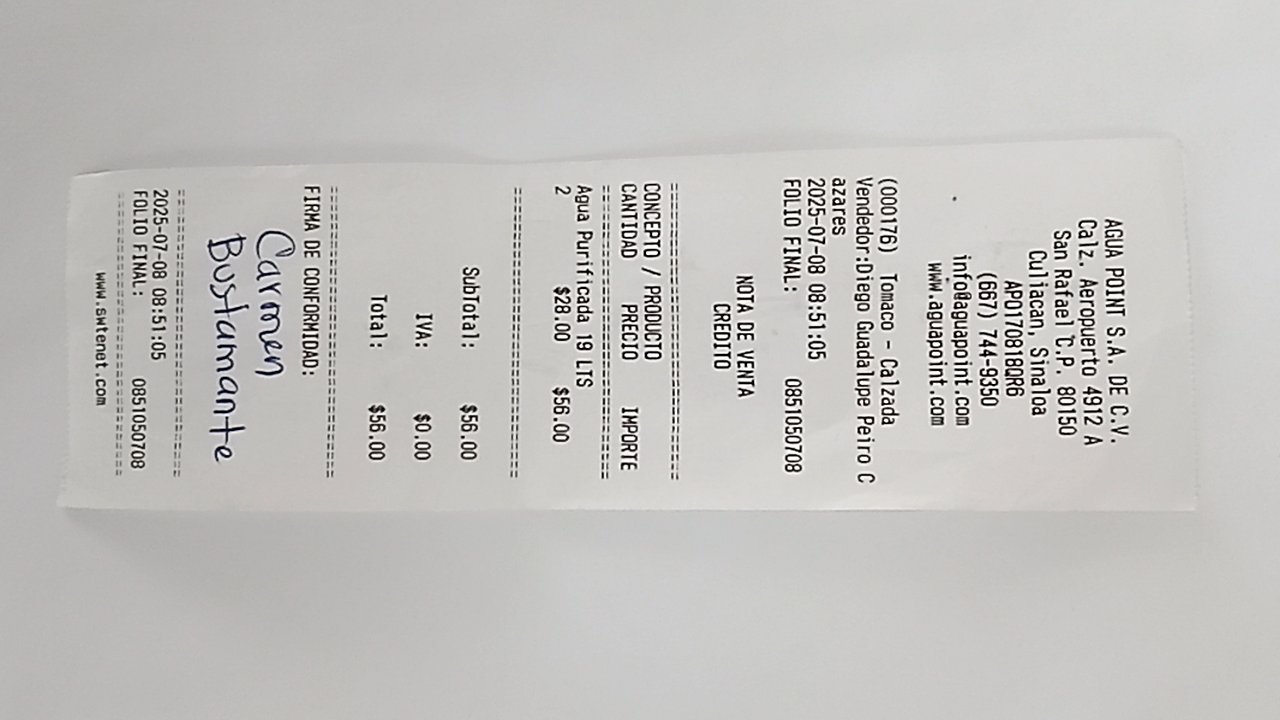 AGUA POINT S.A. DE C.V.
Calz. Aeropuerto 4912 A
San Rafael C.P. 80150
Culiacan, Sinaloa
APO170818QR6
(667) 744-9350
info@aguapoint.com
www.aguapoint.com
(000176) Tomaco - Calzada
Vendedor:Diego Guadalupe Peiro C
azares
2025-07-08 08:51:05
FOLIO FINAL: 0851050708
NOTA DE VENTA
CREDITO
================================
CONCEPTO / PRODUCTO
CANTIDAD PRECIO IMPORTE
================================
Agua Purificada 19 LTS
2 $28.00 $56.00
================================
SubTotal: $56.00
IVA: $0.00
Total: $56.00
================================
FIRMA DE CONFORMIDAD:
Carmen
Bustamante
================================
2025-07-08 08:51:05
FOLIO FINAL: 0851050708
================================
www.swtenet.com